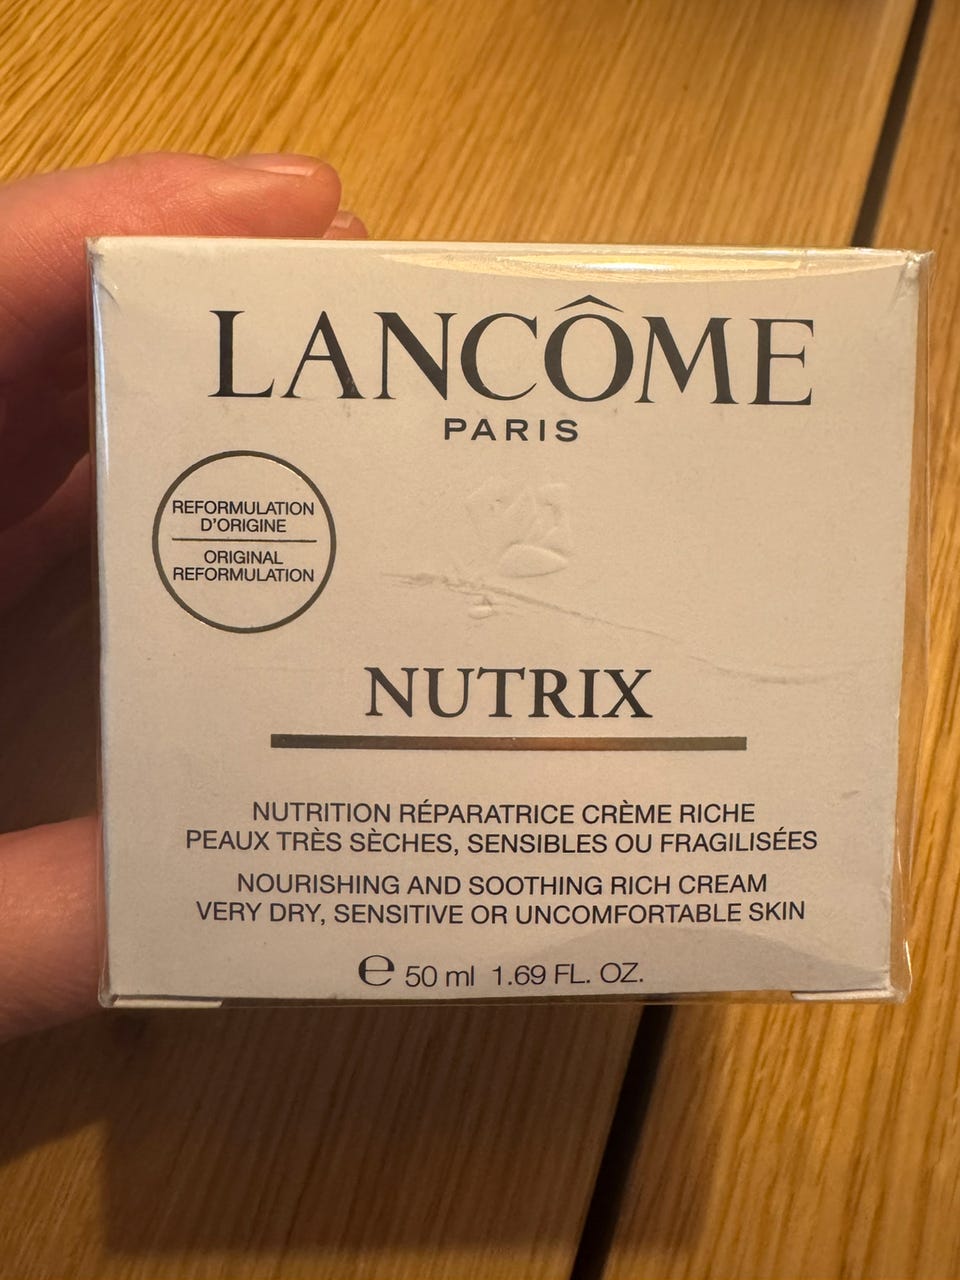 LANCÔME
PARIS
REFORMULATION
D'ORIGINE
ORIGINAL
REFORMULATION
NUTRIX
NUTRITION RÉPARATRICE CRÈME RICHE
PEAUX TRÈS SÈCHES, SENSIBLES OU FRAGILISÉES
NOURISHING AND SOOTHING RICH CREAM
VERY DRY, SENSITIVE OR UNCOMFORTABLE SKIN
℮ 50 ml 1.69 FL. OZ.